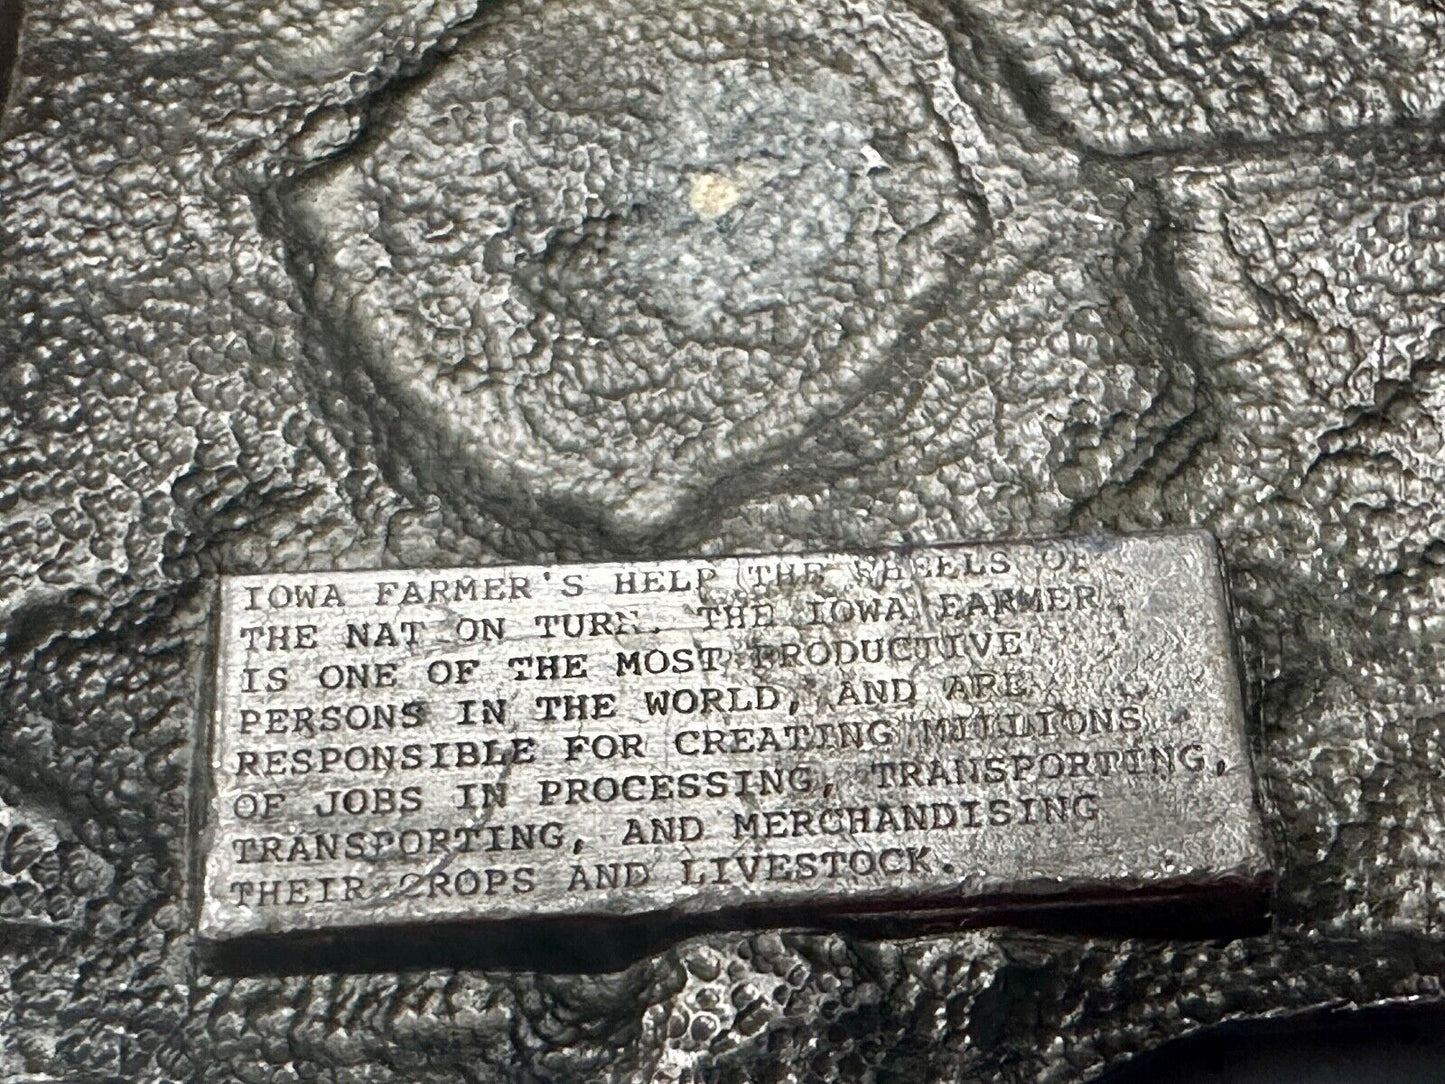 IOWA FARMER'S HELP THE WHEELS OF
THE NAT ON TURN. THE IOWA FARMER,
IS ONE OF THE MOST PRODUCTIVE
PERSONS IN THE WORLD, AND ARE
RESPONSIBLE FOR CREATING MILLIONS
OF JOBS IN PROCESSING, TRANSPORTING,
TRANSPORTING, AND MERCHANDISING
THEIR CROPS AND LIVESTOCK.